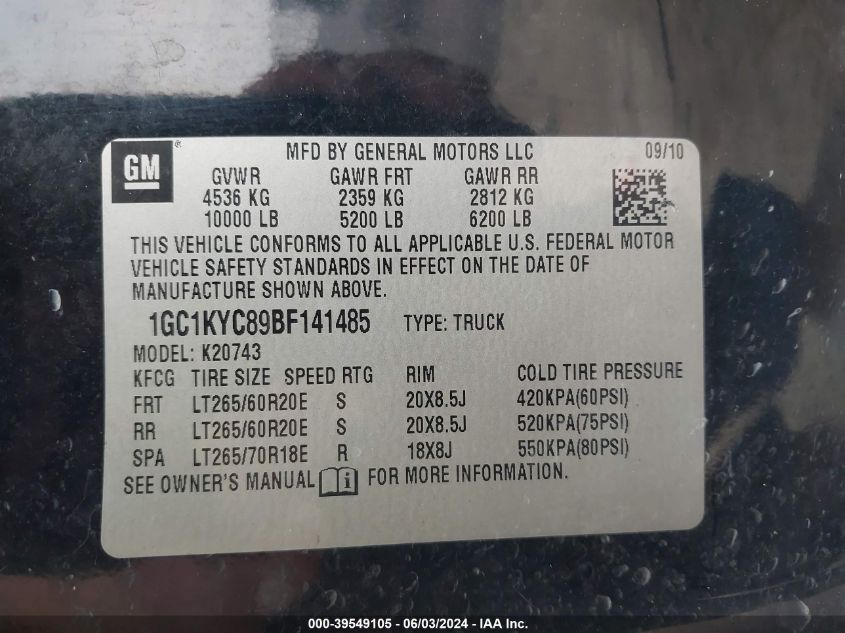 GM ® MFD BY GENERAL MOTORS LLC 09/10
GVWR GAWR FRT GAWR RR
4536 KG 2359 KG 2812 KG
10000 LB 5200 LB 6200 LB
THIS VEHICLE CONFORMS TO ALL APPLICABLE U.S. FEDERAL MOTOR
VEHICLE SAFETY STANDARDS IN EFFECT ON THE DATE OF
MANUFACTURE SHOWN ABOVE.
1GC1KYC89BF141485 TYPE: TRUCK
MODEL: K20743
KFCG TIRE SIZE SPEED RTG RIM COLD TIRE PRESSURE
FRT LT265/60R20E S 20X8.5J 420KPA(60PSI)
RR LT265/60R20E S 20X8.5J 520KPA(75PSI)
SPA LT265/70R18E R 18X8J 550KPA(80PSI)
SEE OWNER'S MANUAL i FOR MORE INFORMATION.
000-39549105 - 06/03/2024 - IAA Inc.